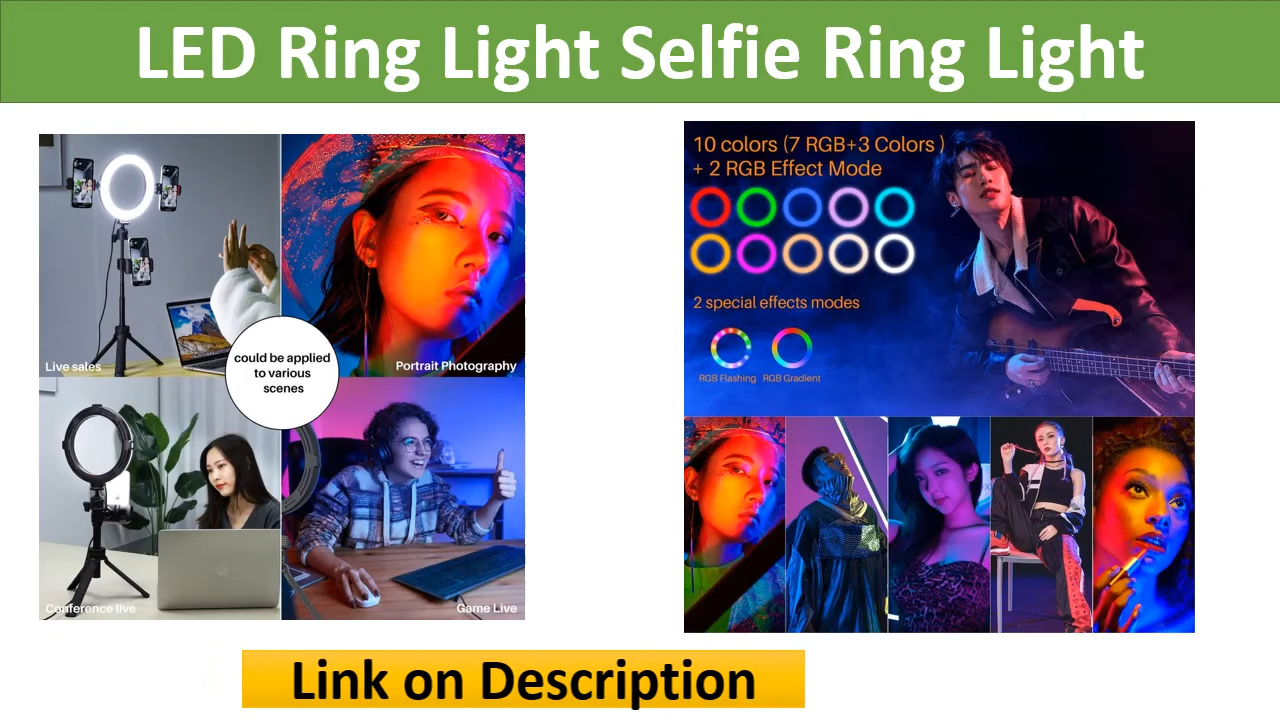 LED Ring Light Selfie Ring Light
Live sales
Portrait Photography
could be applied
to various
scenes
Conference live
Game Live
10 colors (7 RGB+3 Colors )
+ 2 RGB Effect Mode
2 special effects modes
RGB Flashing RGB Gradient
Link on Description